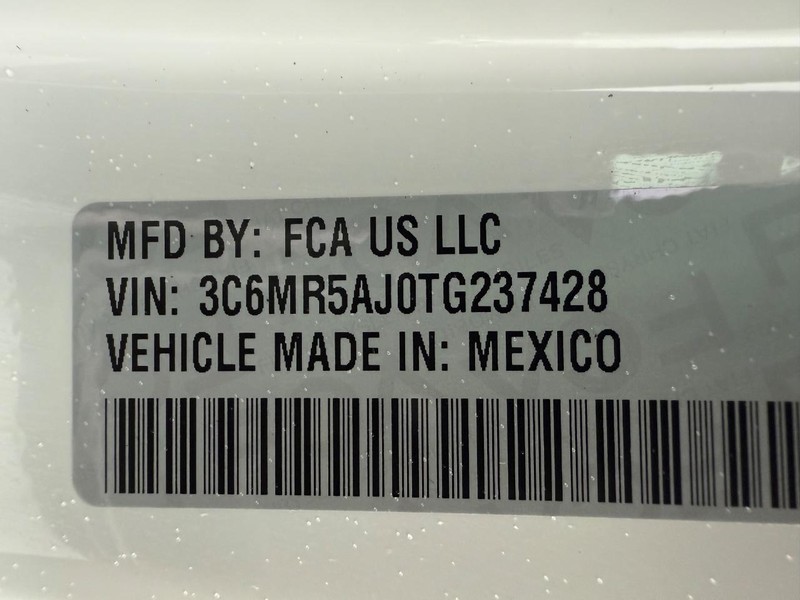 MFD BY: FCA US LLC
VIN: 3C6MR5AJ0TG237428
VEHICLE MADE IN: MEXICO